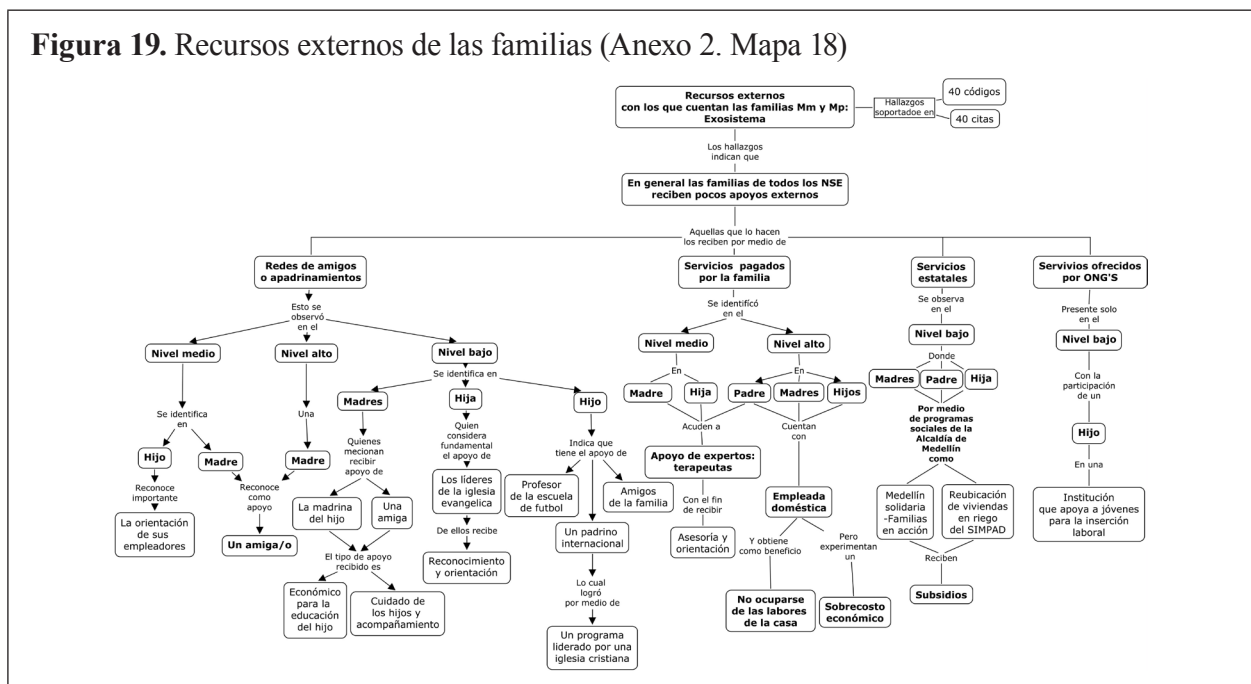 Figura 19. Recursos externos de las familias (Anexo 2. Mapa 18)
Recursos externos
con los que cuentan las familias Mm y Mp:
Exosistema
Hallazgos
soportadoe en
40 códigos
40 citas
Los hallazgos
indican que
En general las familias de todos los NSE
reciben pocos apoyos externos
Aquellas que lo hacen
los reciben por medio de
Redes de amigos
o apadrinamientos
Servicios pagados
por la familia
Servicios
estatales
Servivios ofrecidos
por ONG'S
Esto se
observó
en el
Nivel medio
Nivel alto
Nivel bajo
Se identifica
en
Hijo
Madre
Reconoce
importante
La orientación
de sus
empleadores
Una
Madre
Reconoce
como
apoyo
Un amiga/o
Se identifica en
Madres
Hija
Hijo
Quienes
mecionan recibir
apoyo de
La madrina
del hijo
Una
amiga
El tipo de apoyo
recibido es
Económico
para la
educación
del hijo
Cuidado de
los hijos y
acompañamiento
Quien
considera
fundamental
el apoyo de
Los líderes
de la iglesia
evangelica
De ellos recibe
Reconocimiento
y orientación
Indica que
tiene el apoyo de
Profesor
de la escuela
de futbol
Amigos
de la familia
Un padrino
internacional
Lo cual
logró
por medio de
Un programa
liderado por una
iglesia cristiana
Se identifícó
en el
Nivel medio
Nivel alto
En
Madre
Hija
En
Padre
Madres
Hijos
Acuden a
Apoyo de expertos:
terapeutas
Con el fin
de recibir
Asesoría y
orientación
Cuentan
con
Empleada
doméstica
Y obtiene
como beneficio
No ocuparse
de las labores
de la casa
Pero
experimentan
un
Sobrecosto
económico
Se observa
en el
Nivel bajo
Donde
Madres
Padre
Hija
Por medio
de programas
sociales de la
Alcaldía de
Medellín
como
Medellín
solidaria
-Familias
en acción
Reubicación
de viviendas
en riego
del SIMPAD
Reciben
Subsidios
Presente solo
en el
Nivel bajo
Con la
participación
de un
Hijo
En una
Institución
que apoya a jóvenes
para la inserción
laboral